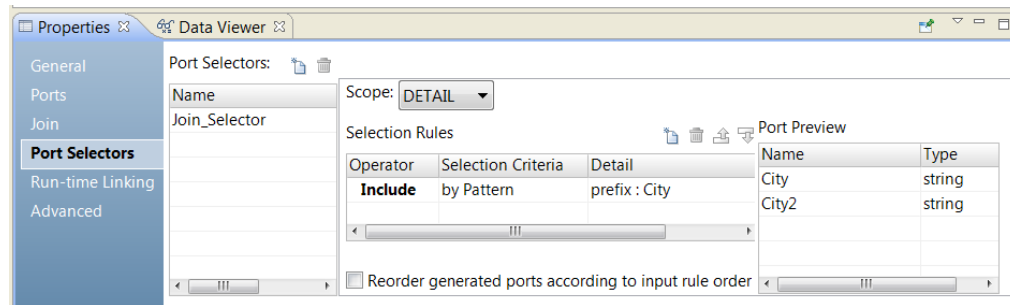 Properties Data Viewer
General
Ports
Join
Port Selectors
Run-time Linking
Advanced
Port Selectors:
Name
Join_Selector
Scope: DETAIL
Selection Rules
Operator Selection Criteria Detail
Include by Pattern prefix : City
Reorder generated ports according to input rule order
Port Preview
Name Type
City string
City2 string